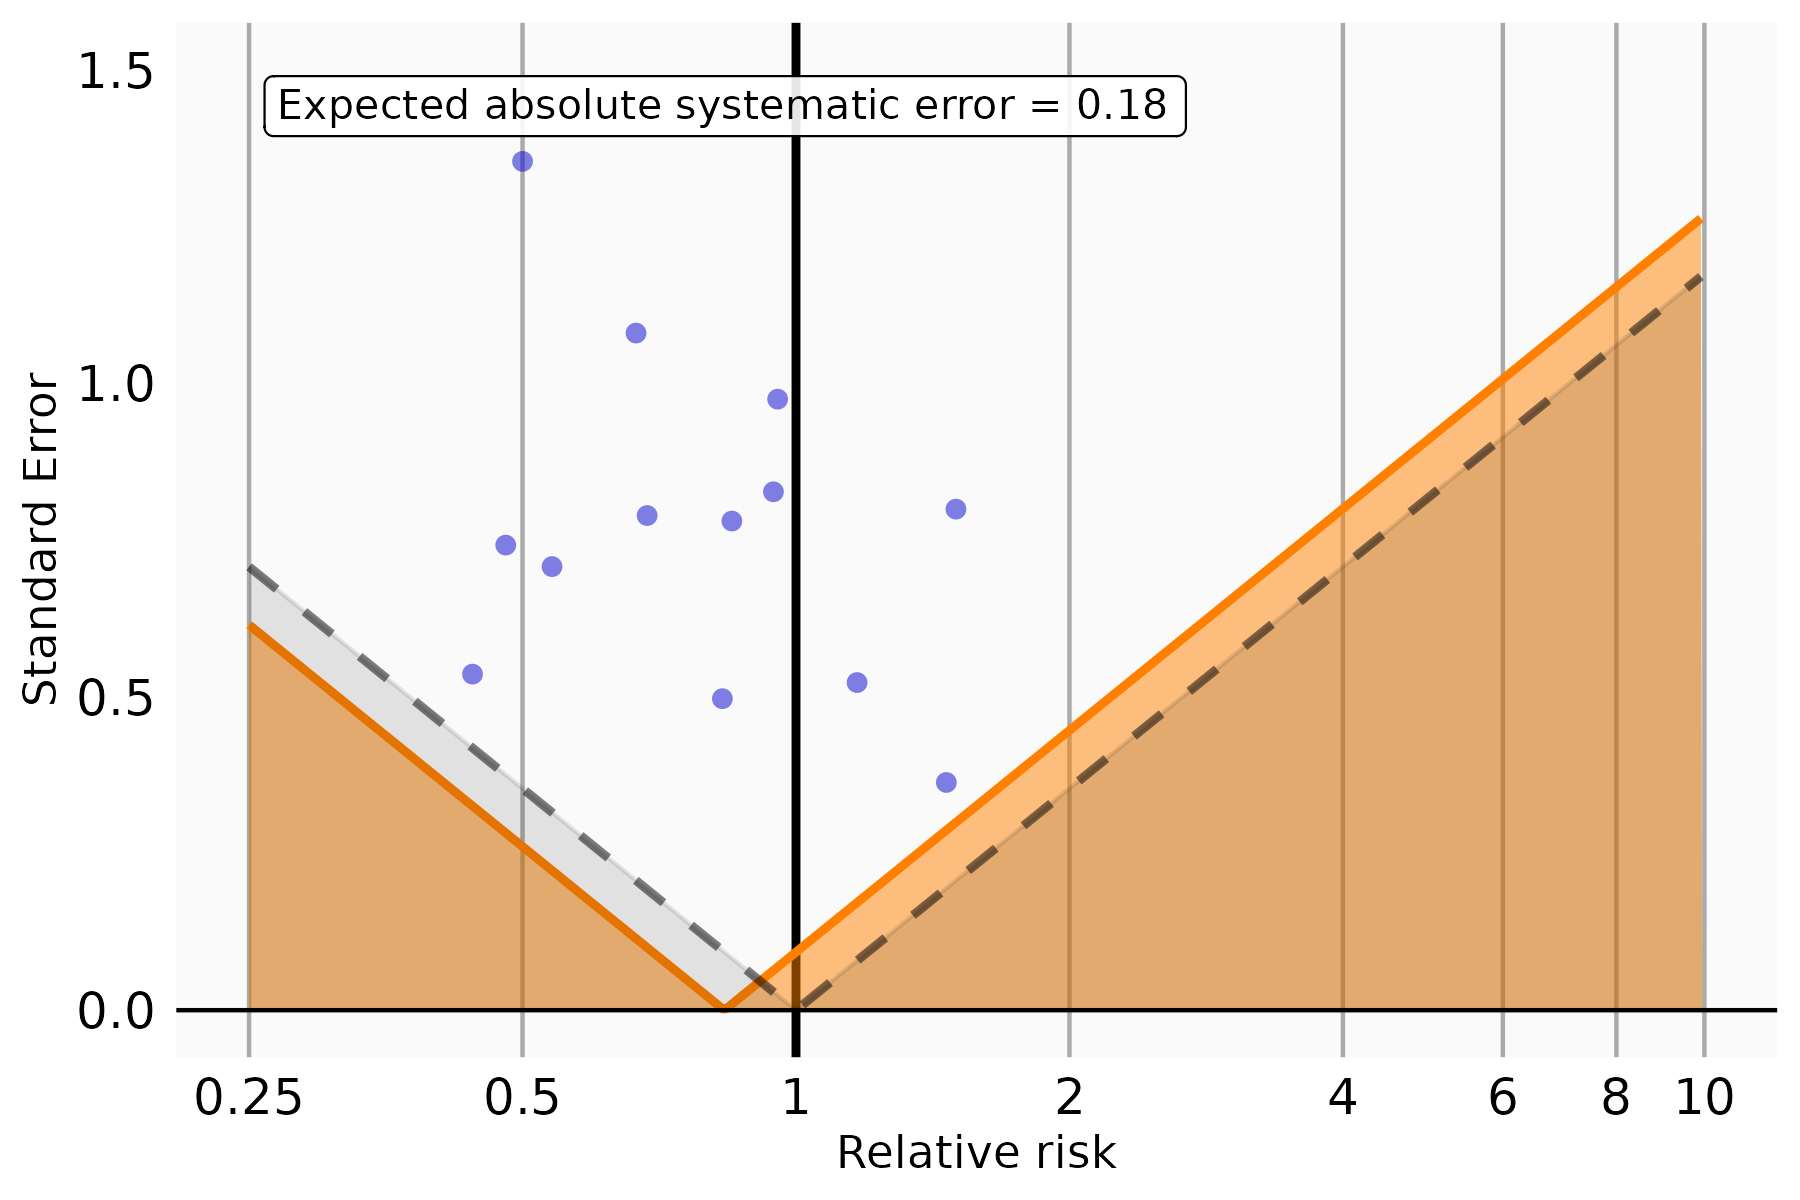 1.5
Expected absolute systematic error = 0.18
1.0
Standard Error
0.5
0.0
0.25 0.5 1 2 4 6 8 10
Relative risk